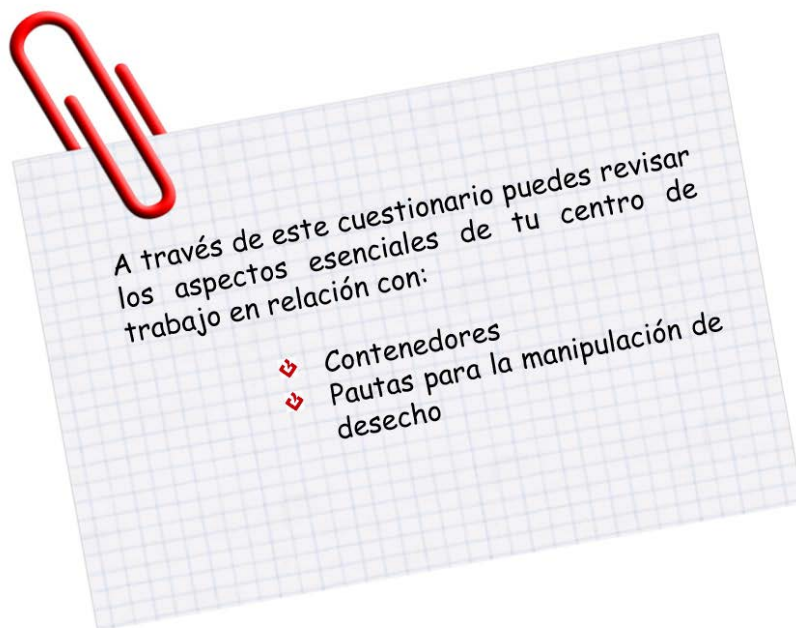 A través de este cuestionario puedes revisar
los aspectos esenciales de tu centro de
trabajo en relación con:
Contenedores
Pautas para la manipulación de
desecho